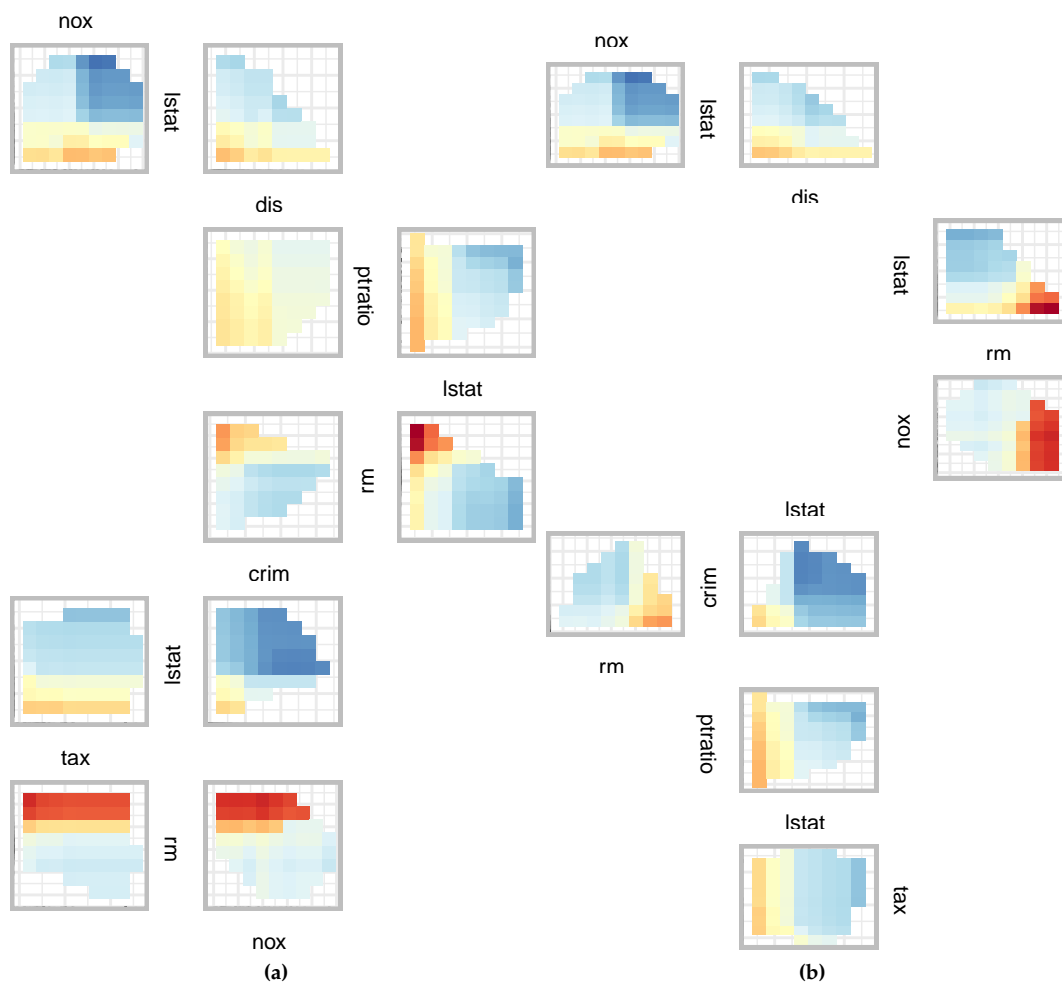 nox
lstat
dis
ptratio
lstat
rm
crim
lstat
tax
rm
nox
(a)
nox
lstat
dis
lstat
rm
nox
lstat
crim
rm
ptratio
lstat
tax
(b)